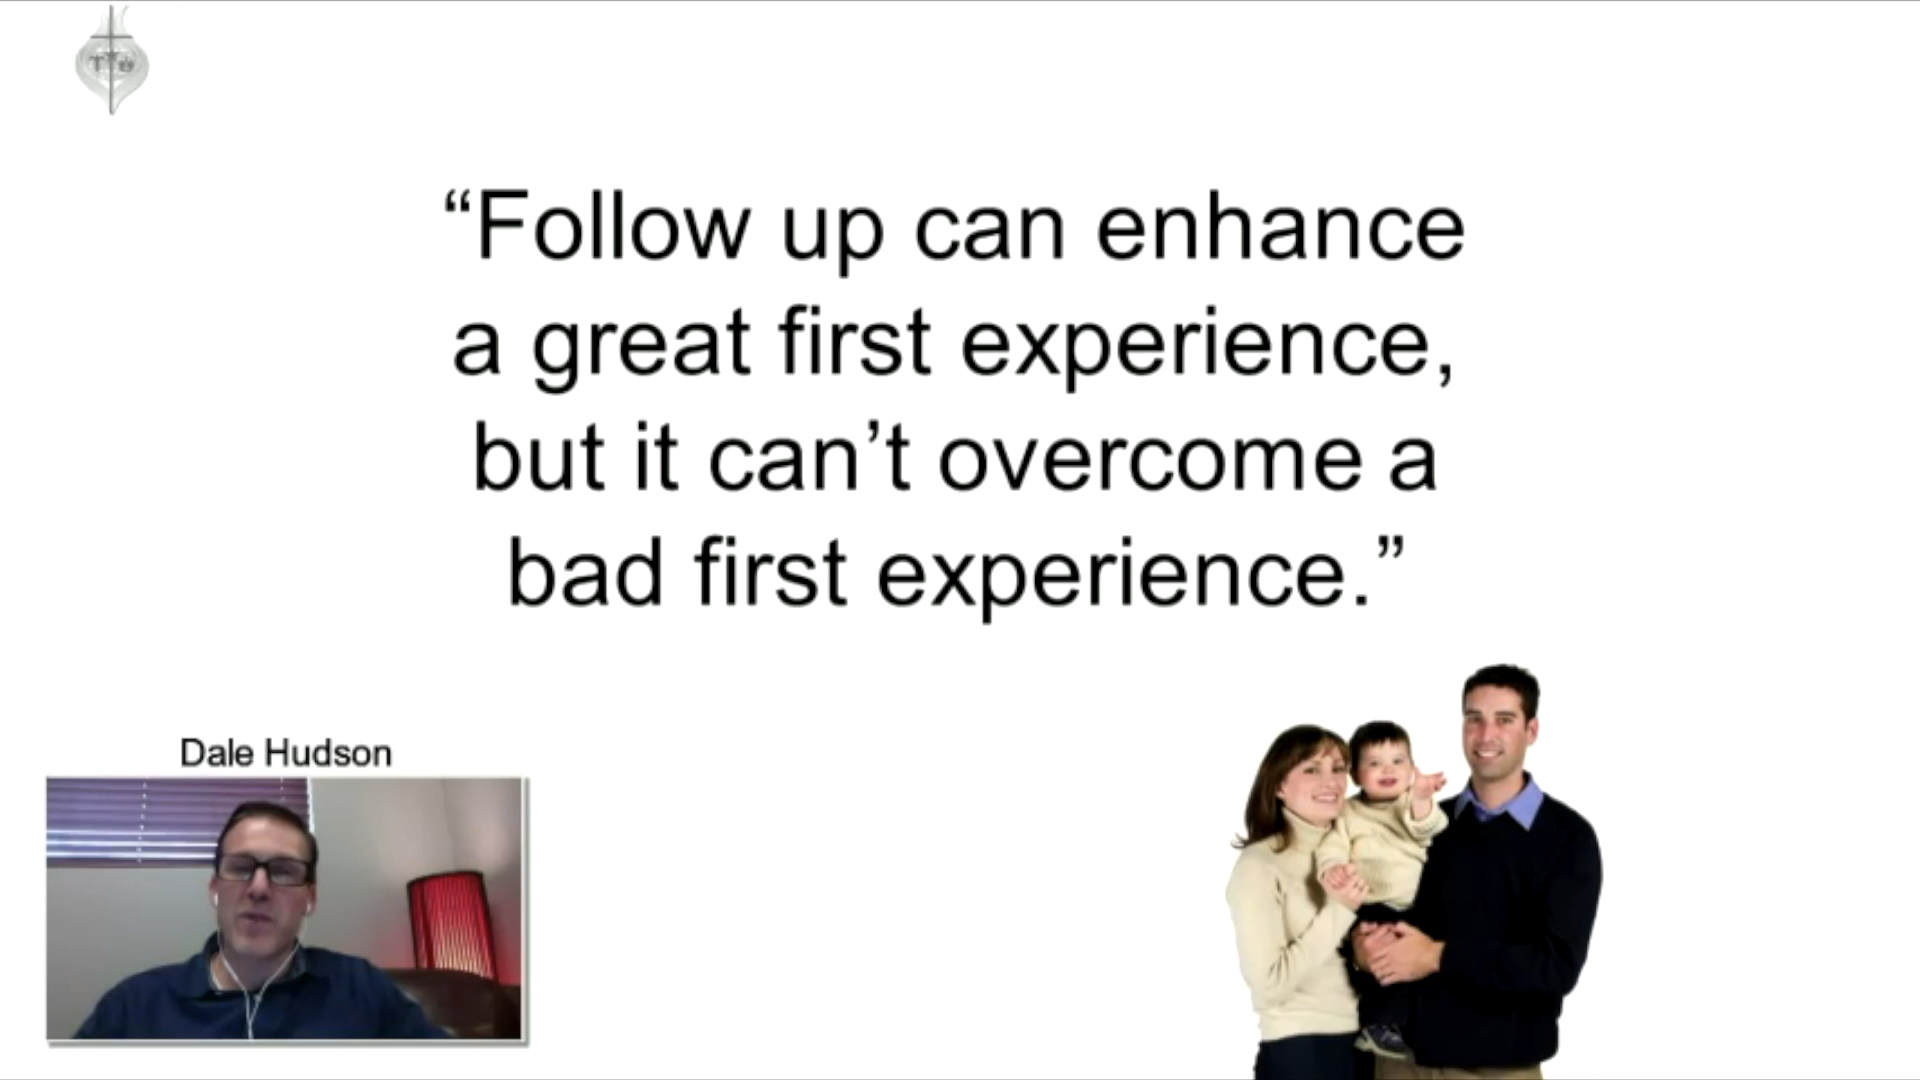 “Follow up can enhance
a great first experience,
but it can’t overcome a
bad first experience.”
Dale Hudson